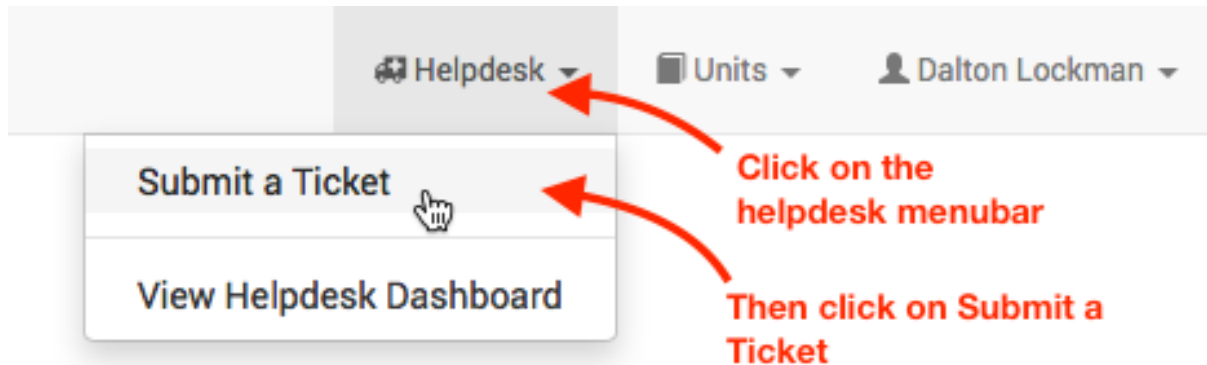 Helpdesk Units Dalton Lockman
Submit a Ticket
Click on the
helpdesk menubar
View Helpdesk Dashboard
Then click on Submit a
Ticket